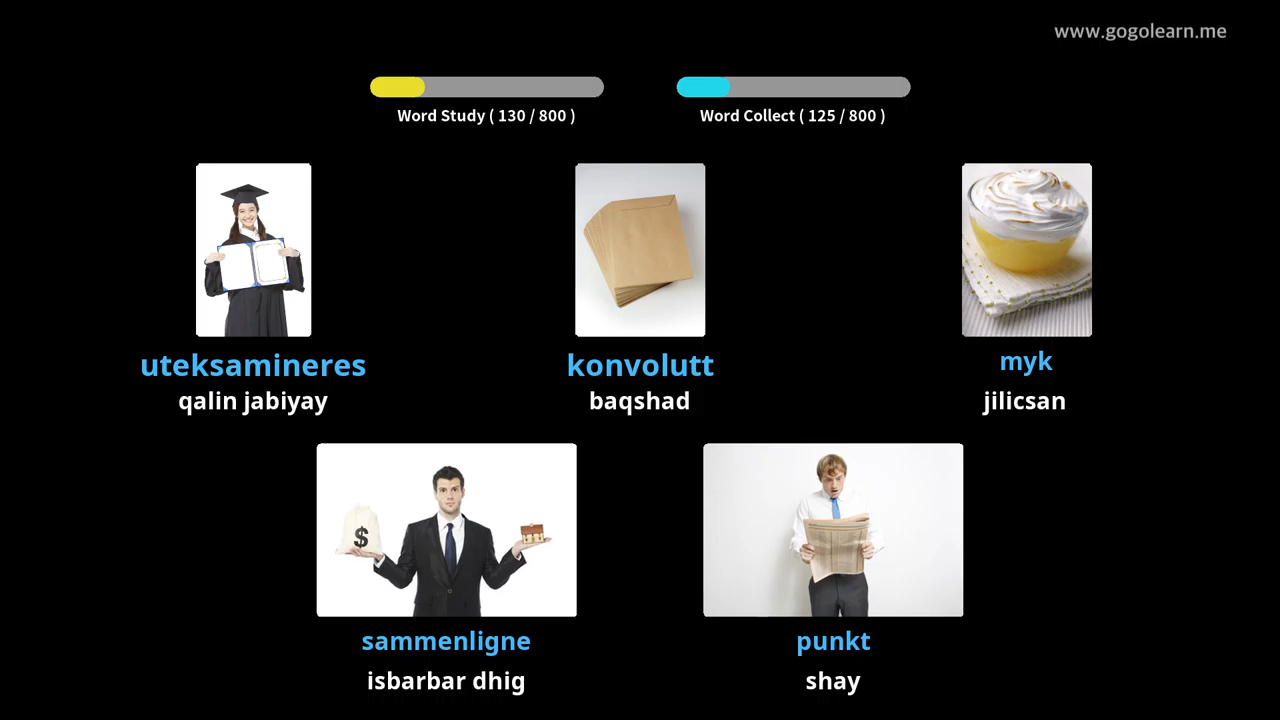 www.gogolearn.me
Word Study ( 130 / 800 )
Word Collect ( 125 / 800 )
uteksamineres
qalin jabiyay
konvolutt
baqshad
myk
jilicsan
$
sammenligne
isbarbar dhig
punkt
shay